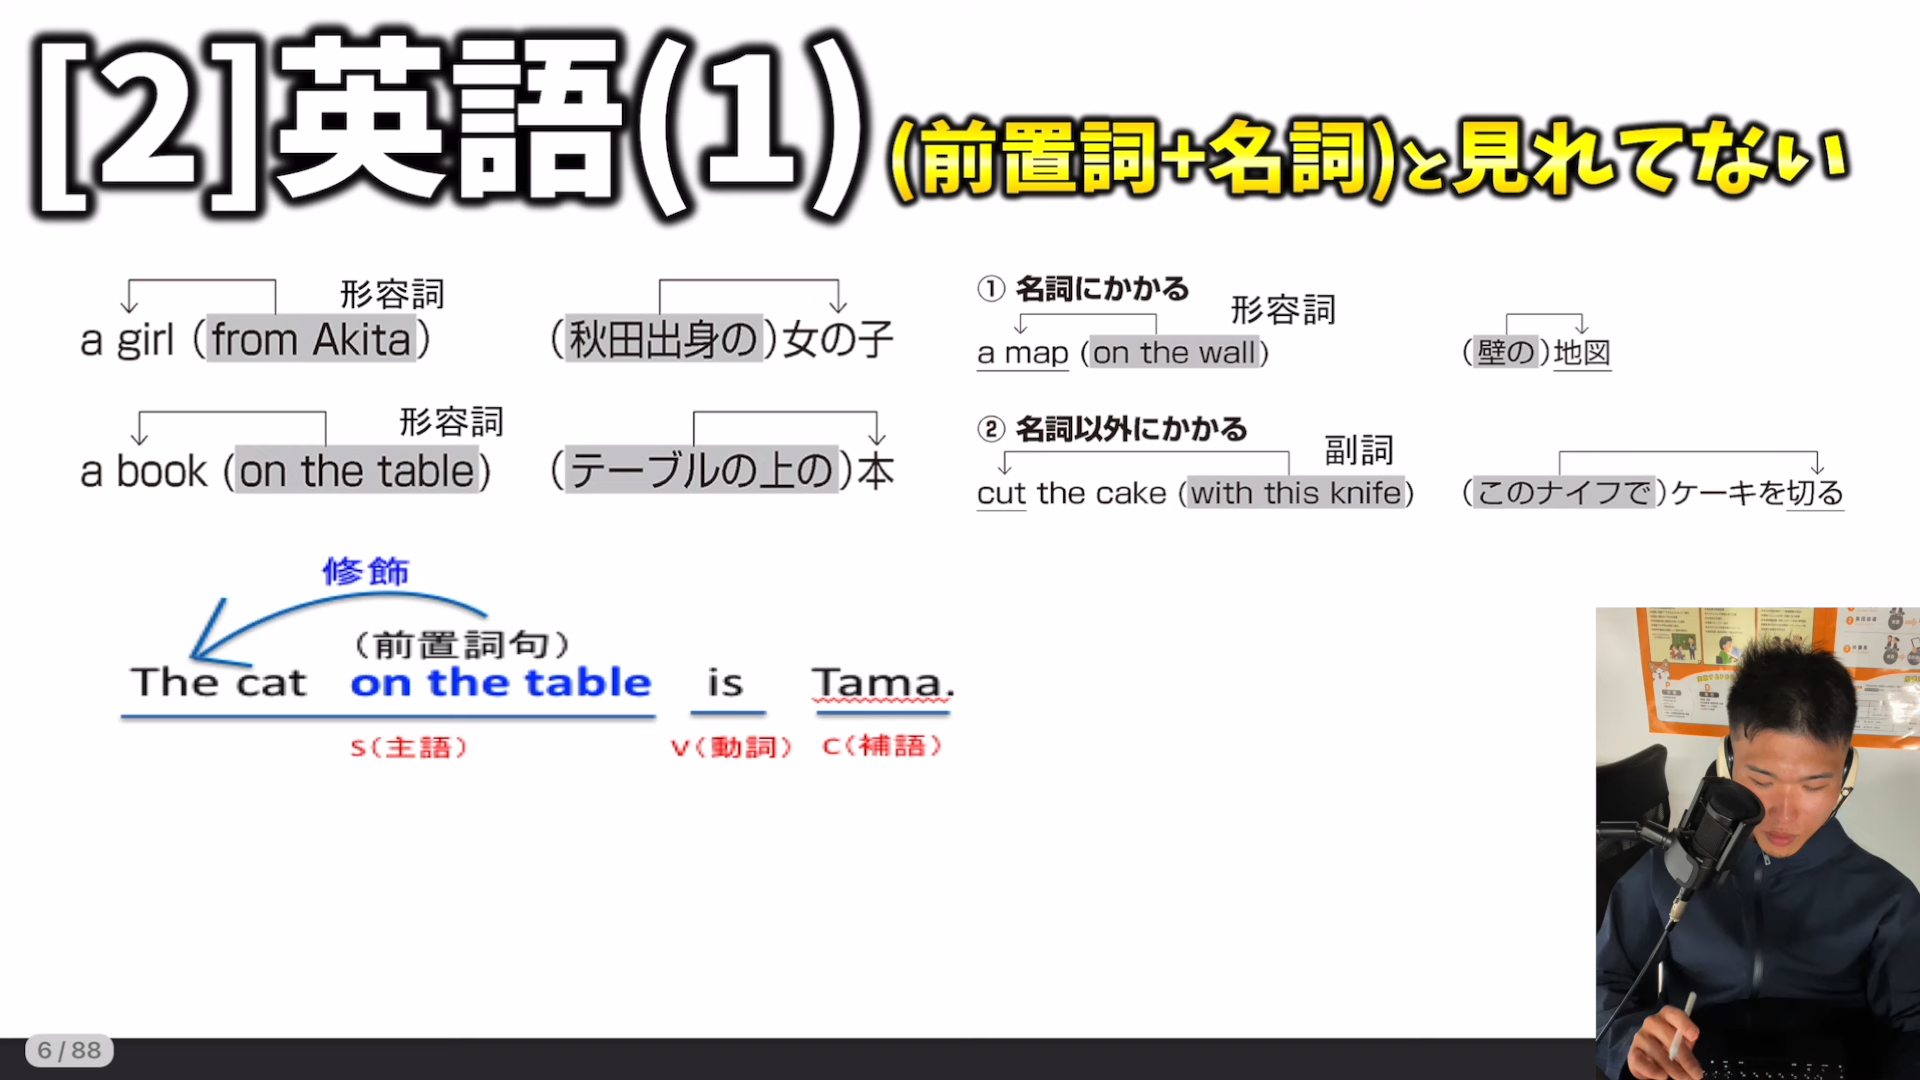 [2]英語(1) (前置詞+名詞)と見れてない
形容詞
a girl (from Akita)
(秋田出身の)女の子
形容詞
a book (on the table)
(テーブルの上の)本
① 名詞にかかる
形容詞
a map (on the wall)
(壁の)地図
② 名詞以外にかかる
副詞
cut the cake (with this knife)
(このナイフで)ケーキを切る
修飾
(前置詞句)
The cat on the table is Tama.
S(主語) V(動詞) C(補語)
6 / 88